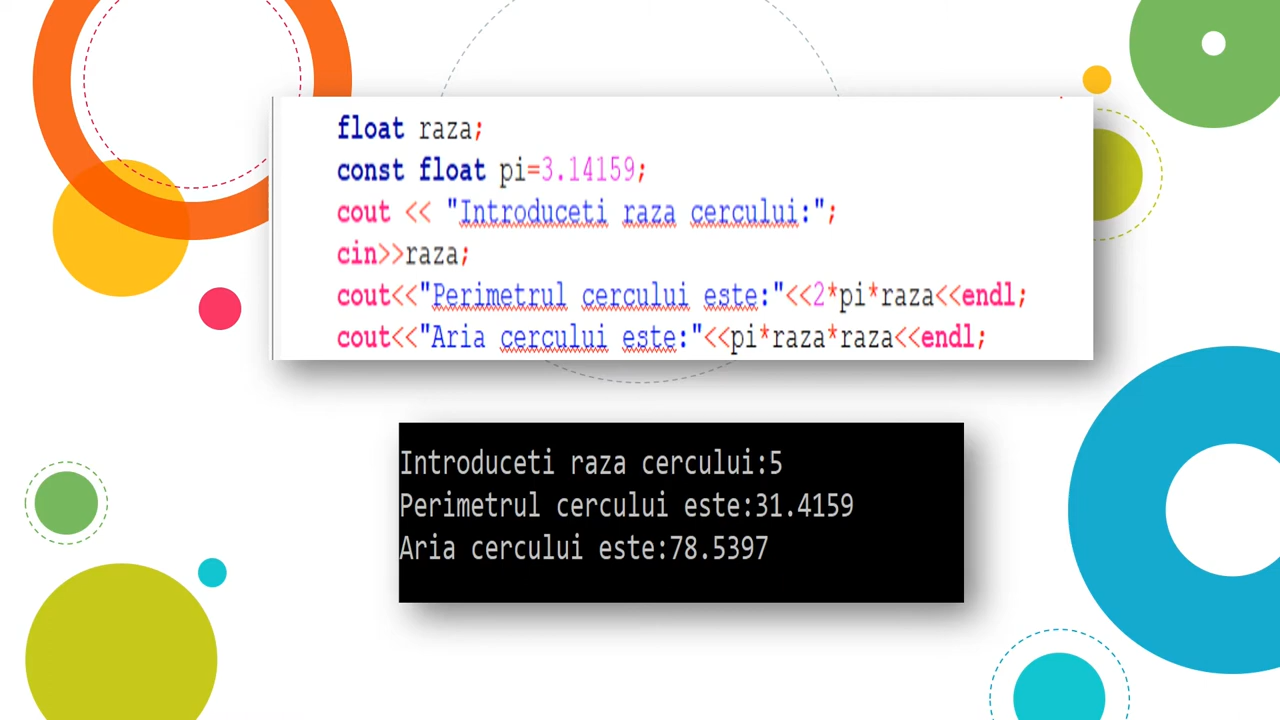 float raza;
const float pi=3.14159;
cout << "Introduceti raza cercului:";
cin>>raza;
cout<<"Perimetrul cercului este:"<<2*pi*raza<<endl;
cout<<"Aria cercului este:"<<pi*raza*raza<<endl;
Introduceti raza cercului:5
Perimetrul cercului este:31.4159
Aria cercului este:78.5397